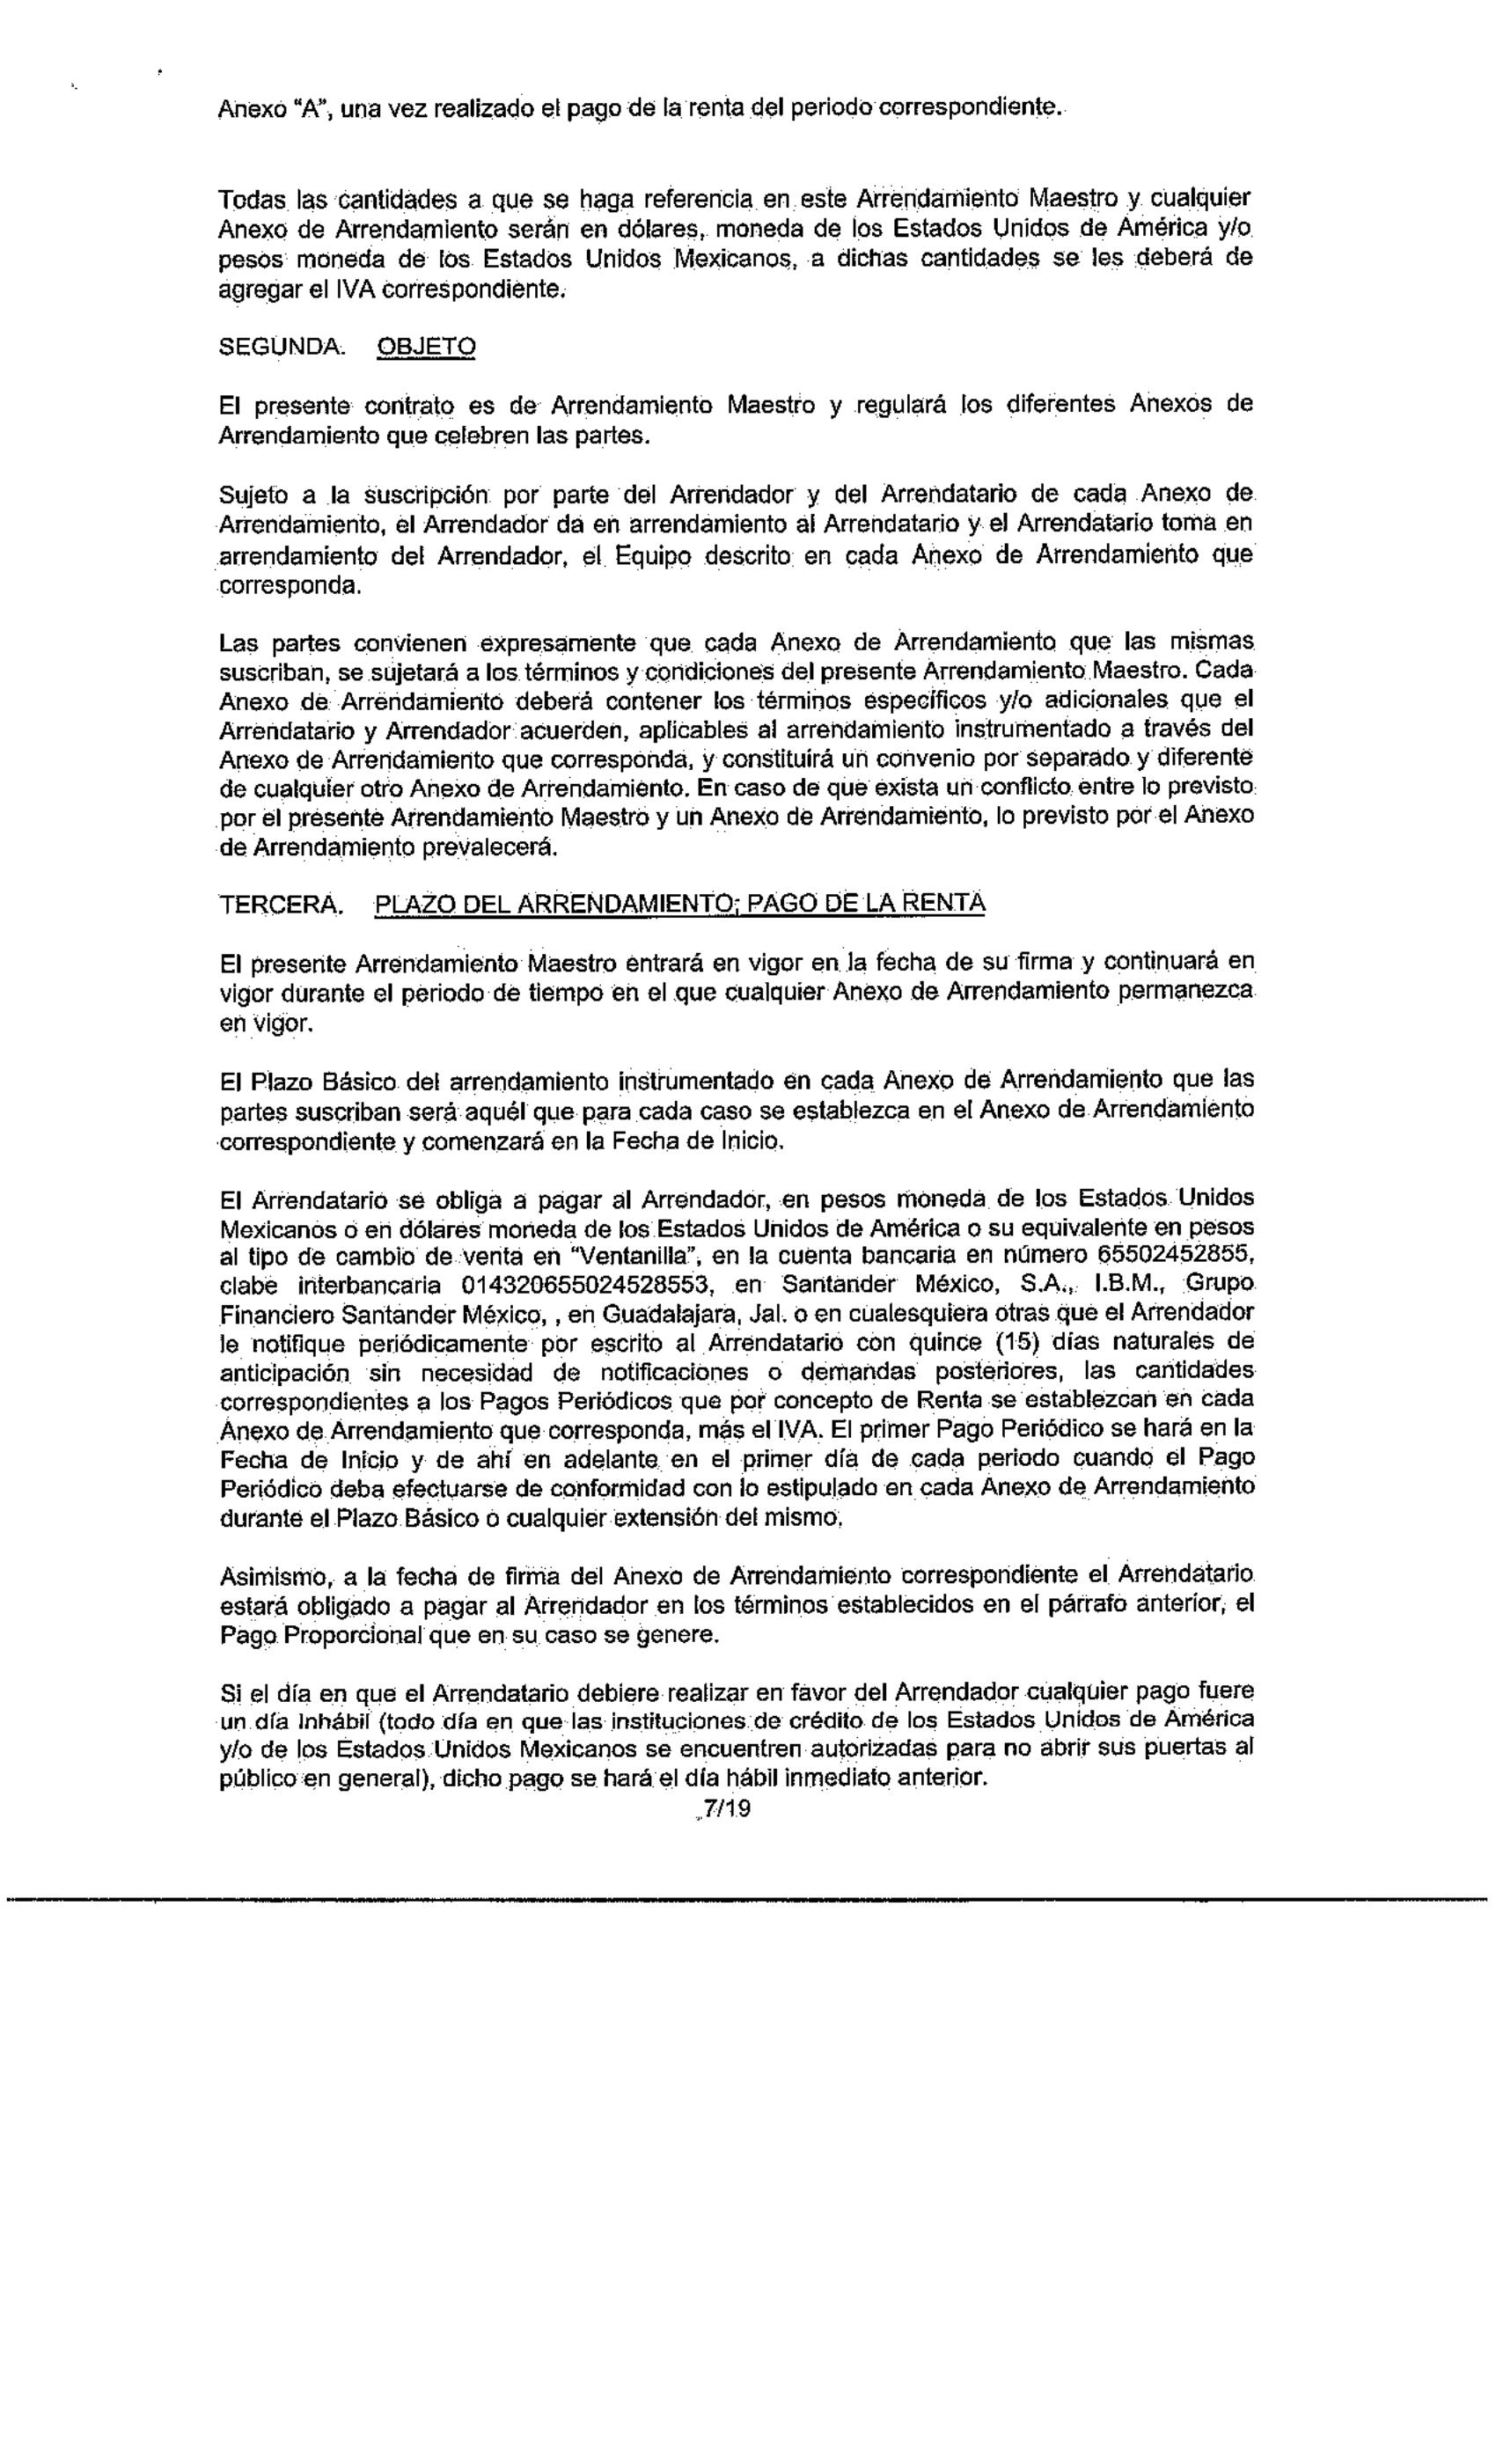 Anexo “A”, una vez realizado el pago de la renta del periodo correspondiente.
Todas las cantidades a que se haga referencia en este Arrendamiento Maestro y cualquier
Anexo de Arrendamiento serán en dólares, moneda de los Estados Unidos de América y/o
pesos moneda de los Estados Unidos Mexicanos, a dichas cantidades se les deberá de
agregar el IVA correspondiente.
SEGUNDA. OBJETO
El presente contrato es de Arrendamiento Maestro y regulará los diferentes Anexos de
Arrendamiento que celebren las partes.
Sujeto a la suscripción por parte del Arrendador y del Arrendatario de cada Anexo de
Arrendamiento, el Arrendador da en arrendamiento al Arrendatario y el Arrendatario toma en
arrendamiento del Arrendador, el Equipo descrito en cada Anexo de Arrendamiento que
corresponda.
Las partes convienen expresamente que cada Anexo de Arrendamiento que las mismas
suscriban, se sujetará a los términos y condiciones del presente Arrendamiento Maestro. Cada
Anexo de Arrendamiento deberá contener los términos específicos y/o adicionales que el
Arrendatario y Arrendador acuerden, aplicables al arrendamiento instrumentado a través del
Anexo de Arrendamiento que corresponda, y constituirá un convenio por separado y diferente
de cualquier otro Anexo de Arrendamiento. En caso de que exista un conflicto entre lo previsto
por el presente Arrendamiento Maestro y un Anexo de Arrendamiento, lo previsto por el Anexo
de Arrendamiento prevalecerá.
TERCERA. PLAZO DEL ARRENDAMIENTO; PAGO DE LA RENTA
El presente Arrendamiento Maestro entrará en vigor en la fecha de su firma y continuará en
vigor durante el periodo de tiempo en el que cualquier Anexo de Arrendamiento permanezca
en vigor.
El Plazo Básico del arrendamiento instrumentado en cada Anexo de Arrendamiento que las
partes suscriban será aquél que para cada caso se establezca en el Anexo de Arrendamiento
correspondiente y comenzará en la Fecha de Inicio.
El Arrendatario se obliga a pagar al Arrendador, en pesos moneda de los Estados Unidos
Mexicanos o en dólares moneda de los Estados Unidos de América o su equivalente en pesos
al tipo de cambio de venta en “Ventanilla”, en la cuenta bancaria en número 65502452855,
clabe interbancaria 014320655024528553, en Santander México, S.A., I.B.M., Grupo
Financiero Santander México, , en Guadalajara, Jal. o en cualesquiera otras que el Arrendador
le notifique periódicamente por escrito al Arrendatario con quince (15) días naturales de
anticipación sin necesidad de notificaciones o demandas posteriores, las cantidades
correspondientes a los Pagos Periódicos que por concepto de Renta se establezcan en cada
Anexo de Arrendamiento que corresponda, más el IVA. El primer Pago Periódico se hará en la
Fecha de Inicio y de ahí en adelante en el primer día de cada periodo cuando el Pago
Periódico deba efectuarse de conformidad con lo estipulado en cada Anexo de Arrendamiento
durante el Plazo Básico o cualquier extensión del mismo.
Asimismo, a la fecha de firma del Anexo de Arrendamiento correspondiente el Arrendatario
estará obligado a pagar al Arrendador en los términos establecidos en el párrafo anterior, el
Pago Proporcional que en su caso se genere.
Si el día en que el Arrendatario debiere realizar en favor del Arrendador cualquier pago fuere
un día Inhábil (todo día en que las instituciones de crédito de los Estados Unidos de América
y/o de los Estados Unidos Mexicanos se encuentren autorizadas para no abrir sus puertas al
público en general), dicho pago se hará el día hábil inmediato anterior.
7/19